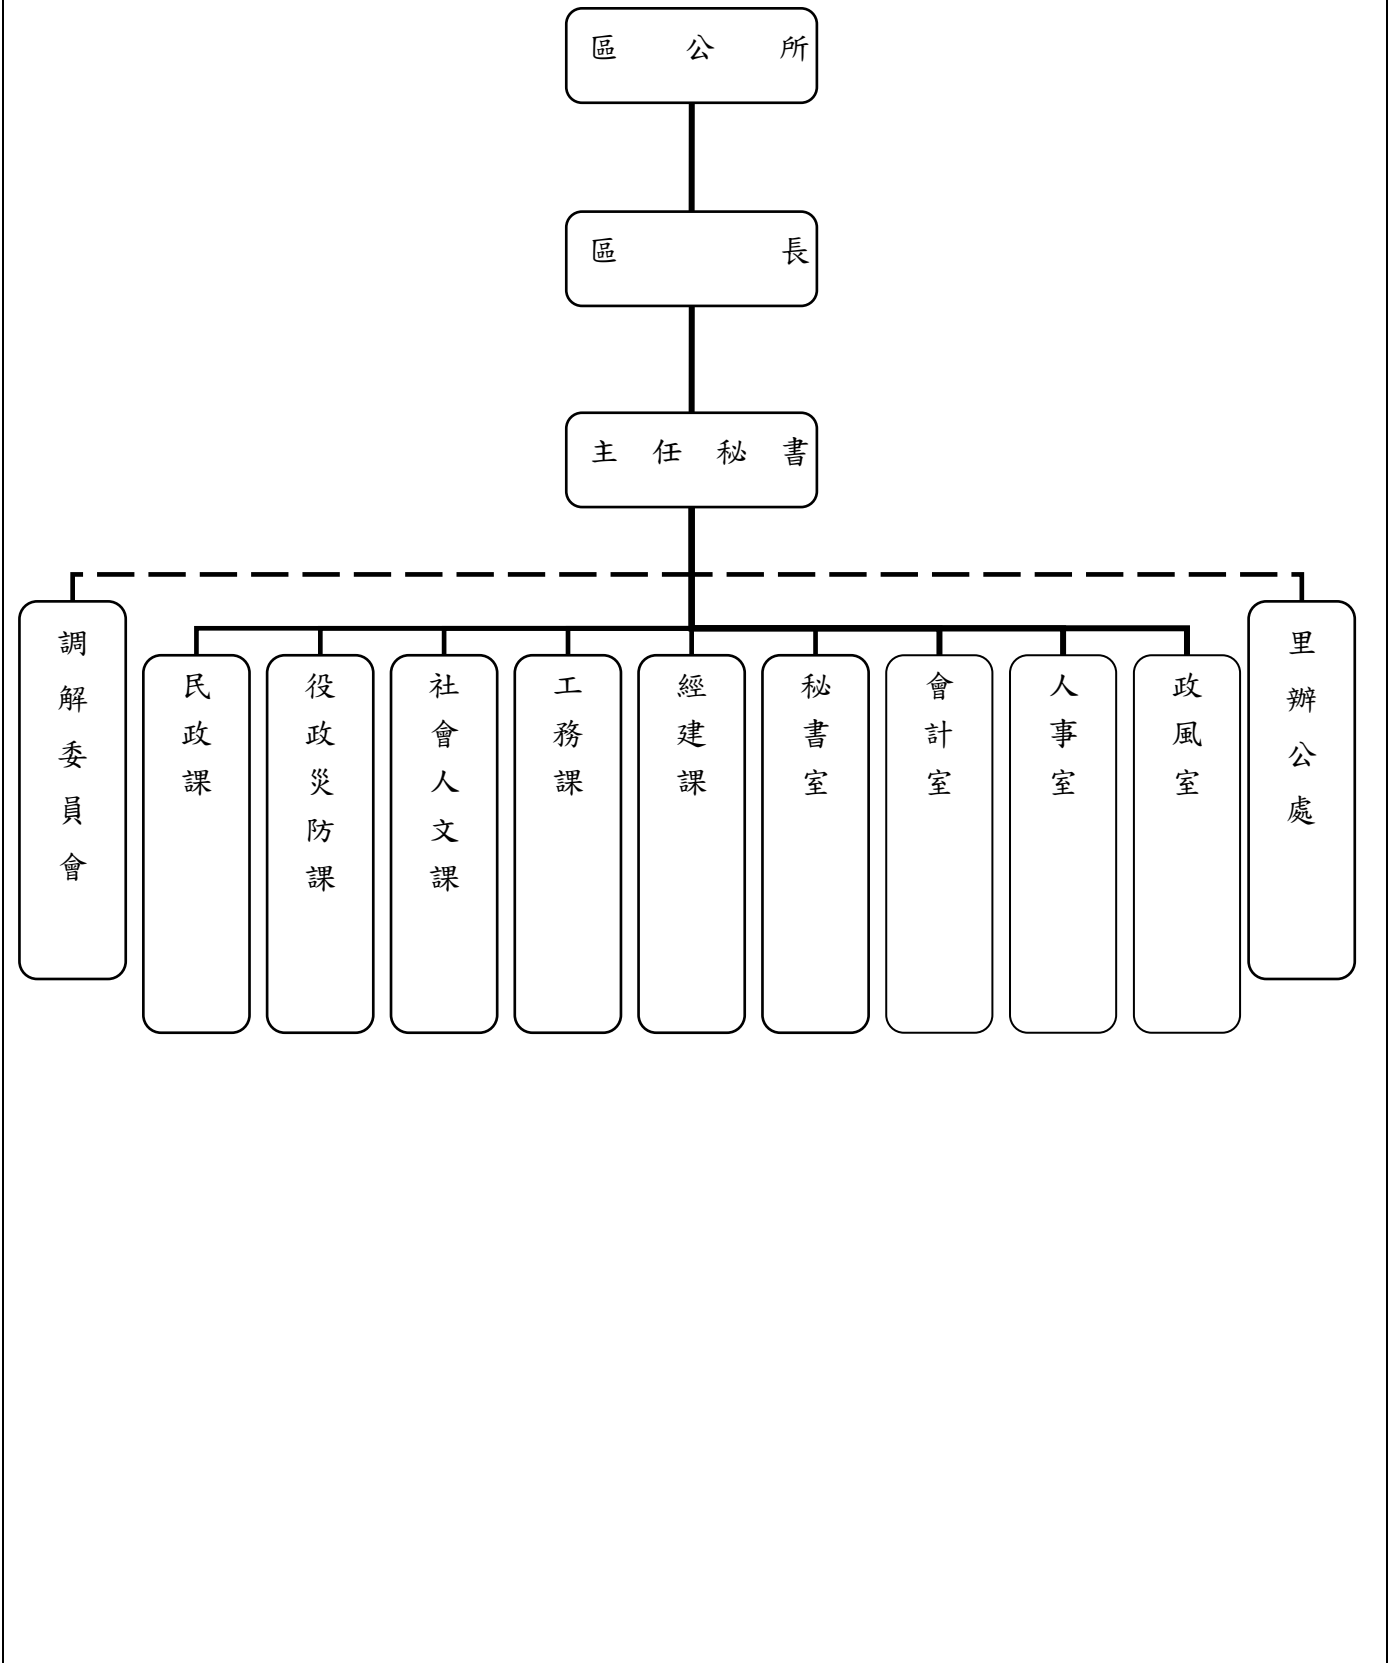 區公所
區長
主任秘書
調解委員會
民政課
役政災防課
社會人文課
工務課
經建課
秘書室
會計室
人事室
政風室
里辦公處